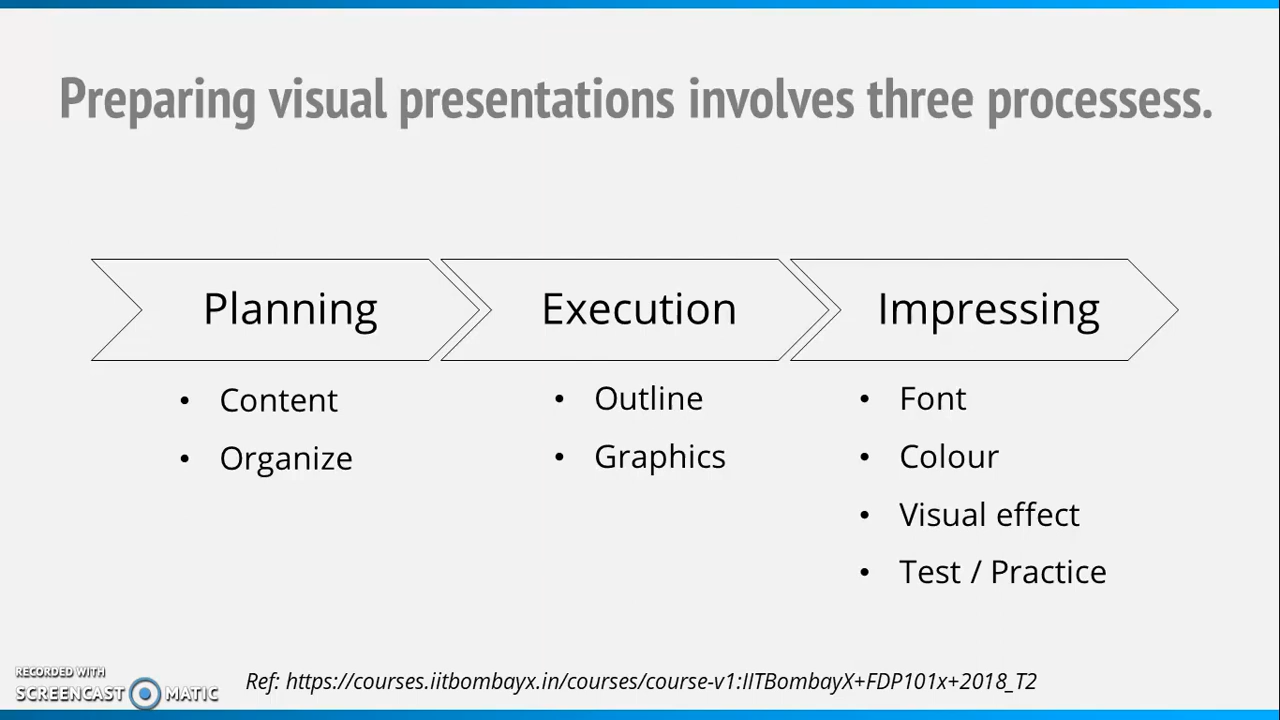 Preparing visual presentations involves three processess.
Planning
Execution
Impressing
• Content
• Organize
• Outline
• Graphics
• Font
• Colour
• Visual effect
• Test / Practice
RECORDED WITH
SCREENCAST MATIC
Ref: https://courses.iitbombayx.in/courses/course-v1:IITBombayX+FDP101x+2018_T2